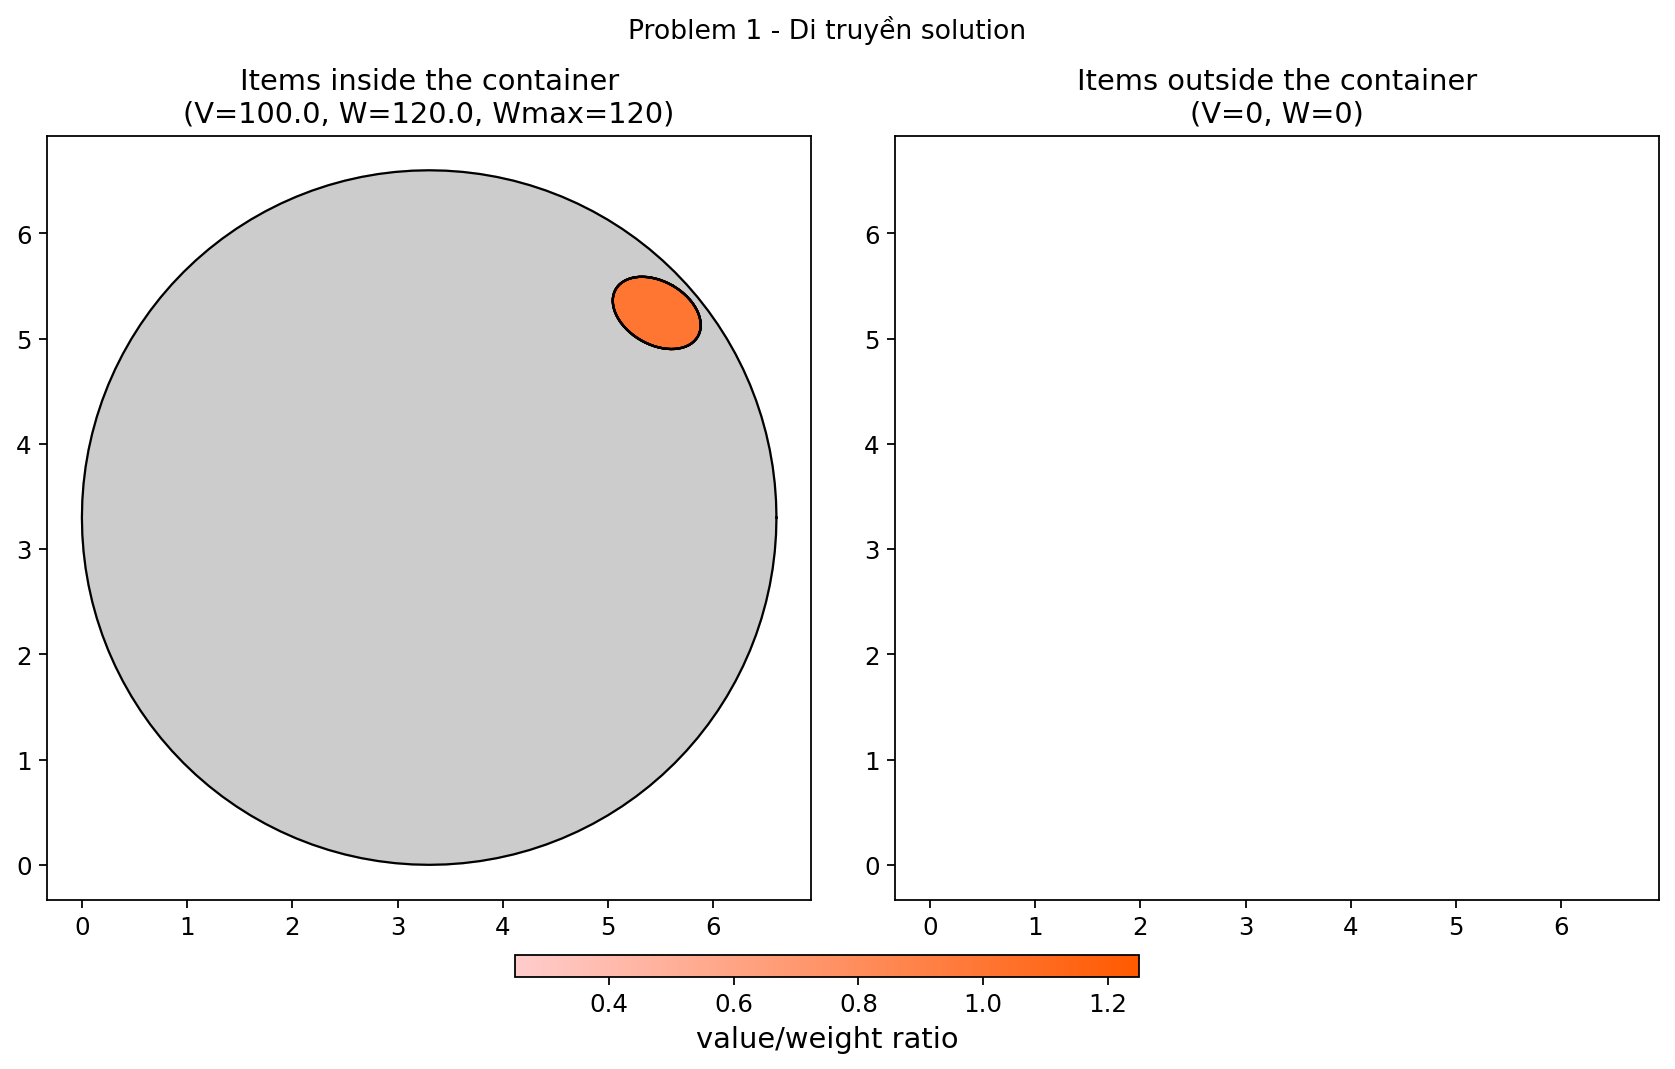 Problem 1 - Di truyền solution
Items inside the container
(V=100.0, W=120.0, Wmax=120)
Items outside the container
(V=0, W=0)
6
5
4
3
2
1
0
0 1 2 3 4 5 6
6
5
4
3
2
1
0
0 1 2 3 4 5 6
0.4 0.6 0.8 1.0 1.2
value/weight ratio